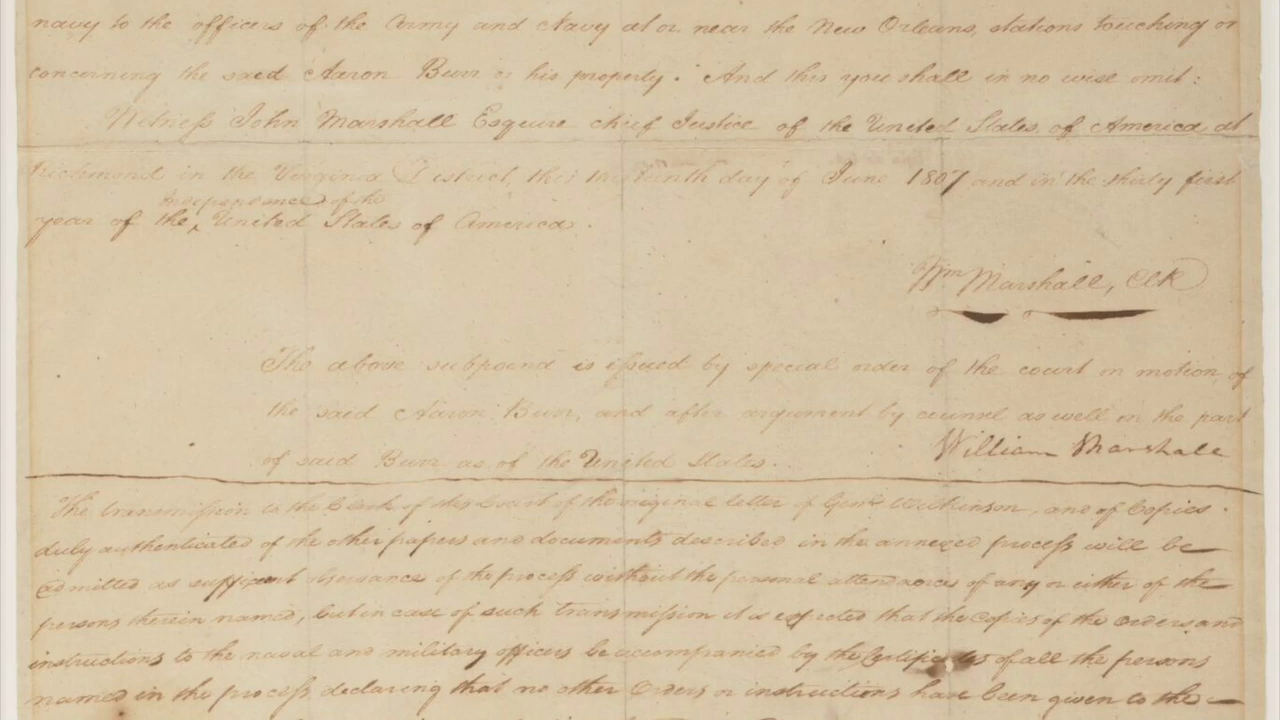 navy to the officers of the Army and Navy at or near the New Orleans, stations touching or
concerning the said Aaron Burr or his property. And this you shall in no wise omit:
Witness John Marshall Esquire chief Justice of the United States, of America, at
Richmond in the Virginia District, this thirteenth day of June 1807 and in the thirty first
independence of the
year of the ‸ United States of America.
Wm Marshall, Clk
The above subpoena is issued by special order of the court on motion of
the said Aaron Burr, and after argument by counsel as well on the part
of said Burr as of the United States.
William Marshall
The transmission to the Clerk of this Court of the original letter of Genl. Wilkinson, and of Copies
duly authenticated of the other papers and documents described in the annexed process will be
admitted as sufficient observance of the process without the personal attendance of any or either of the
persons therein named, but in case of such transmission it is expected that the Copies of the orders and
instructions to the naval and military officers be accompanied by the Certificates of all the persons
named in the process declaring that no other Orders or instructions have been given to the